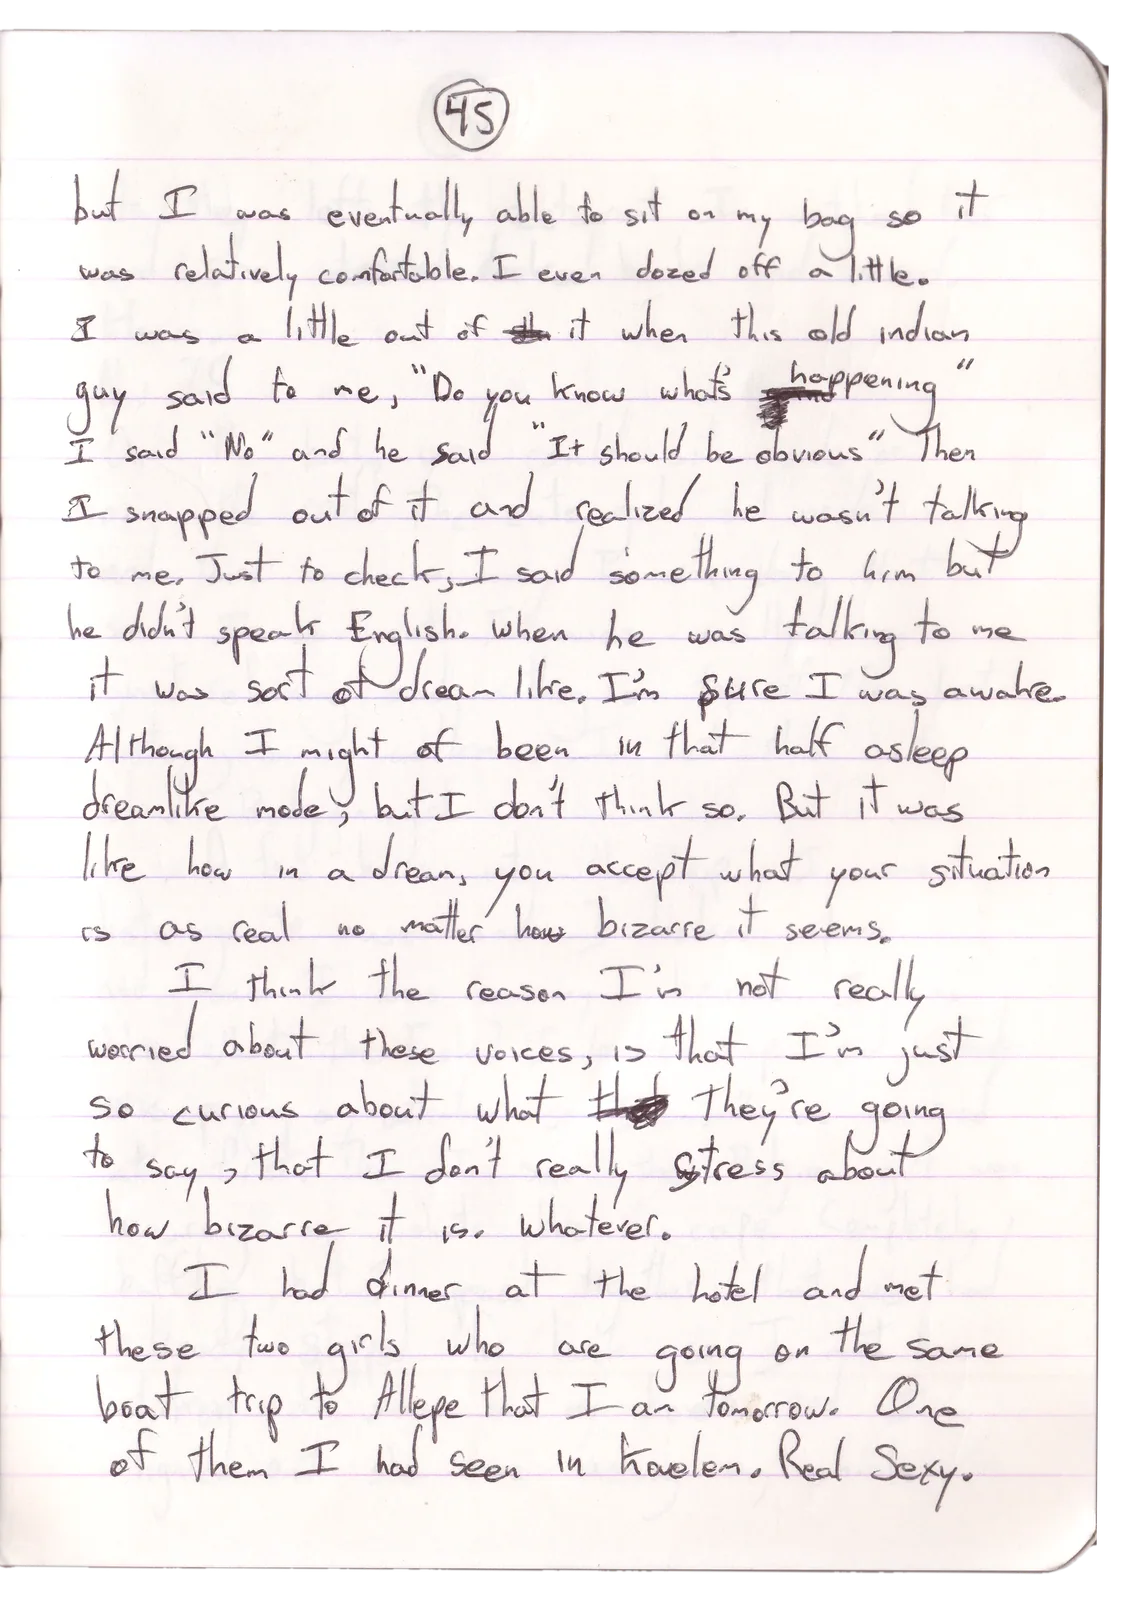 45
but I was eventually able to sit on my bag so it
was relatively comfortable. I even dozed off a little.
I was a little out of it when this old indian
guy said to me, "Do you know what's happening"
I said "No" and he said "It should be obvious" Then
I snapped out of it and realized he wasn't talking
to me. Just to check, I said something to him but
he didn't speak English. when he was talking to me
it was sort of dream like. I'm sure I was awake.
Although I might of been in that half asleep
dreamlike mode, but I don't think so. But it was
like how in a dream, you accept what your situation
is as real no matter how bizarre it seems.
I think the reason I'm not really
worried about these voices, is that I'm just
so curious about what they're going
to say, that I don't really stress about
how bizarre it is. whatever.
I had dinner at the hotel and met
these two girls who are going on the same
boat trip to Allepe that I am tomorrow. One
of them I had seen in Kovelem. Real Sexy.